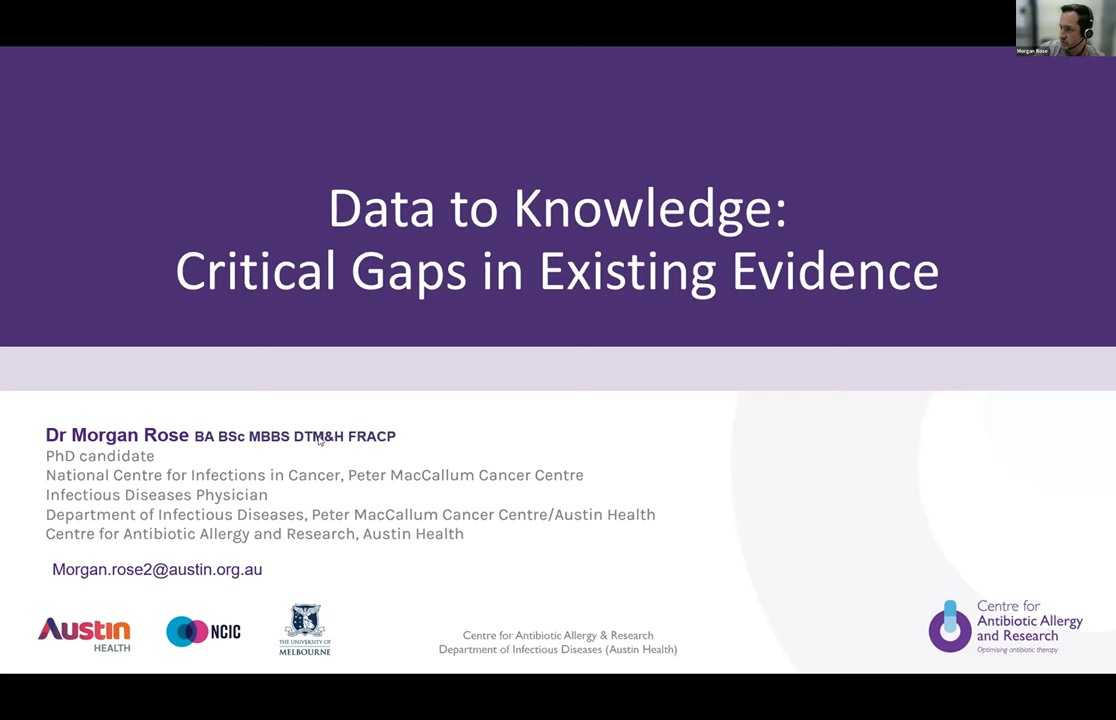 Morgan Rose
Data to Knowledge:
Critical Gaps in Existing Evidence
Dr Morgan Rose BA BSc MBBS DTM&H FRACP
PhD candidate
National Centre for Infections in Cancer, Peter MacCallum Cancer Centre
Infectious Diseases Physician
Department of Infectious Diseases, Peter MacCallum Cancer Centre/Austin Health
Centre for Antibiotic Allergy and Research, Austin Health
Morgan.rose2@austin.org.au
Austin
HEALTH
NCIC
THE UNIVERSITY OF
MELBOURNE
Centre for Antibiotic Allergy & Research
Department of Infectious Diseases (Austin Health)
Centre for
Antibiotic Allergy
and Research
Optimising antibiotic therapy